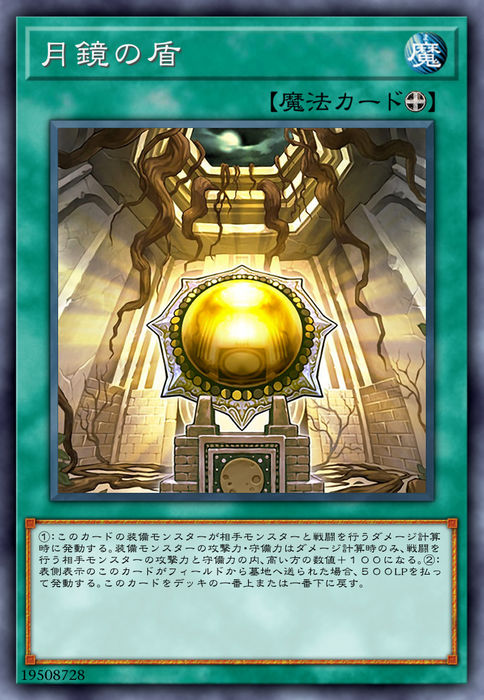 月鏡の盾
魔
【魔法カード】
①:このカードの装備モンスターが相手モンスターと戦闘を行うダメージ計算
時に発動する。装備モンスターの攻撃力・守備力はダメージ計算時のみ、戦闘を
行う相手モンスターの攻撃力と守備力の内、高い方の数値+100になる。②:
表側表示のこのカードがフィールドから墓地へ送られた場合、500LPを払っ
て発動する。このカードをデッキの一番上または一番下に戻す。
19508728